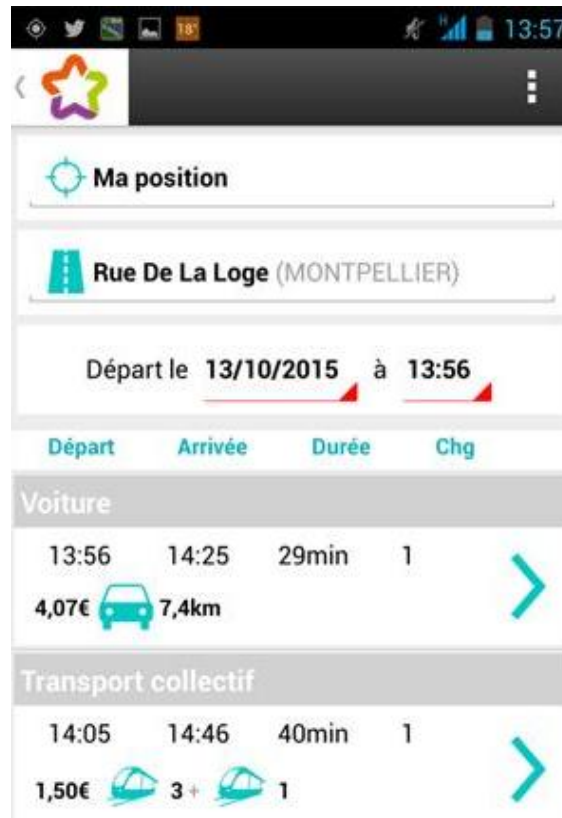 18° 13:57
Ma position
Rue De La Loge (MONTPELLIER)
Départ le 13/10/2015 à 13:56
Départ Arrivée Durée Chg
Voiture
13:56 14:25 29min 1
4,07€ 7,4km
Transport collectif
14:05 14:46 40min 1
1,50€ 3 + 1